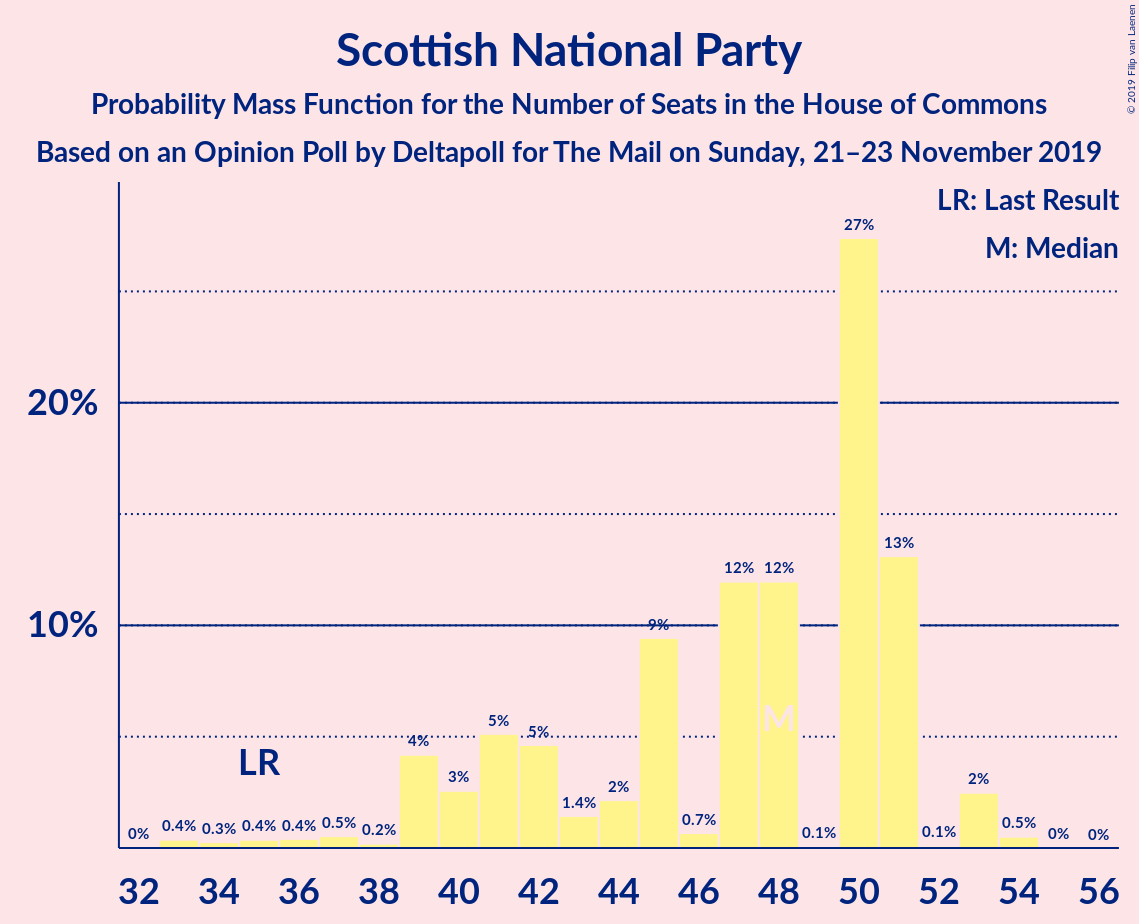 Scottish National Party
Probability Mass Function for the Number of Seats in the House of Commons
Based on an Opinion Poll by Deltapoll for The Mail on Sunday, 21–23 November 2019
© 2019 Filip van Laenen
LR: Last Result
M: Median
20%
10%
0% 0.4% 0.3% 0.4% 0.4% 0.5% 0.2% 4% 3% 5% 5% 1.4% 2% 9% 0.7% 12% 12% 0.1% 27% 13% 0.1% 2% 0.5% 0% 0%
LR
M
32 34 36 38 40 42 44 46 48 50 52 54 56